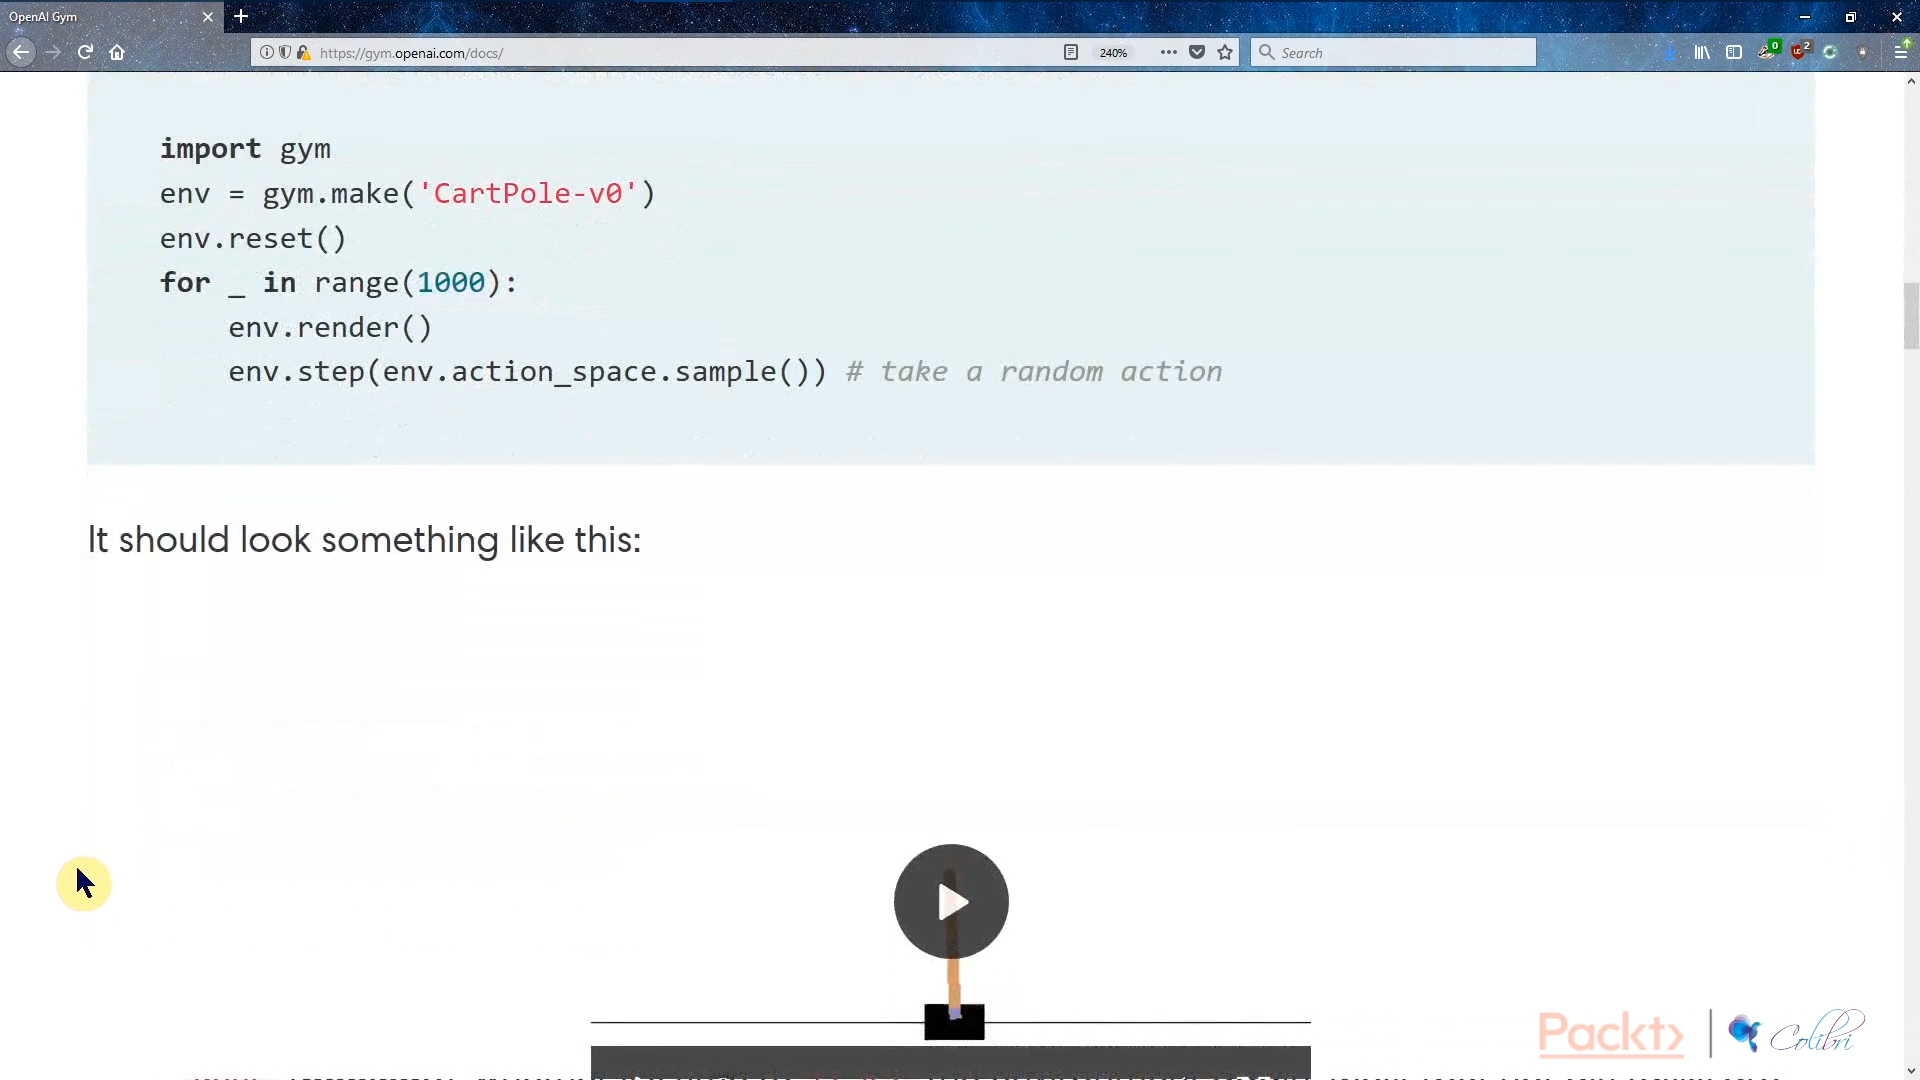 OpenAI Gym
https://gym.openai.com/docs/
240%
Search
0
2
import gym
env = gym.make('CartPole-v0')
env.reset()
for _ in range(1000):
    env.render()
    env.step(env.action_space.sample()) # take a random action
It should look something like this:
Packt>
Colibri